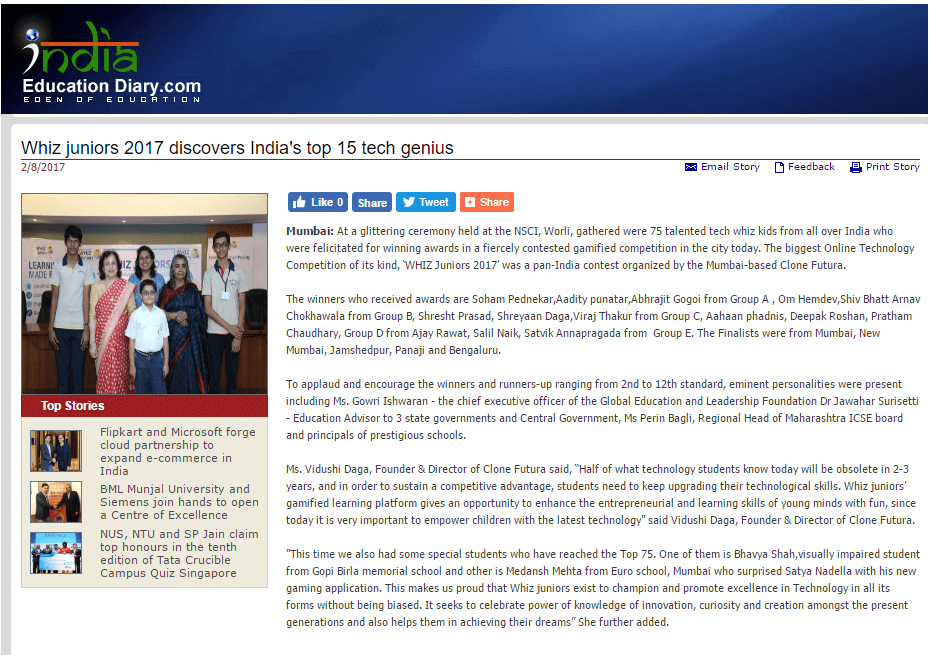 india
Education Diary.com
EDEN OF EDUCATION
Whiz juniors 2017 discovers India's top 15 tech genius
2/8/2017
Email Story
Feedback
Print Story
Like 0
Share
Tweet
Share
Mumbai: At a glittering ceremony held at the NSCI, Worli, gathered were 75 talented tech whiz kids from all over India who
were felicitated for winning awards in a fiercely contested gamified competition in the city today. The biggest Online Technology
Competition of its kind, 'WHIZ Juniors 2017' was a pan-India contest organized by the Mumbai-based Clone Futura.
The winners who received awards are Soham Pednekar,Aadity punatar,Abhrajit Gogoi from Group A , Om Hemdev,Shiv Bhatt Arnav
Chokhawala from Group B, Shresht Prasad, Shreyaan Daga,Viraj Thakur from Group C, Aahaan phadnis, Deepak Roshan, Pratham
Chaudhary, Group D from Ajay Rawat, Salil Naik, Satvik Annapragada from  Group E. The Finalists were from Mumbai, New
Mumbai, Jamshedpur, Panaji and Bengaluru.
To applaud and encourage the winners and runners-up ranging from 2nd to 12th standard, eminent personalities were present
including Ms. Gowri Ishwaran - the chief executive officer of the Global Education and Leadership Foundation Dr Jawahar Surisetti
- Education Advisor to 3 state governments and Central Government, Ms Perin Bagli, Regional Head of Maharashtra ICSE board
and principals of prestigious schools.
Ms. Vidushi Daga, Founder & Director of Clone Futura said, “Half of what technology students know today will be obsolete in 2-3
years, and in order to sustain a competitive advantage, students need to keep upgrading their technological skills. Whiz juniors’
gamified learning platform gives an opportunity to enhance the entrepreneurial and learning skills of young minds with fun, since
today it is very important to empower children with the latest technology" said Vidushi Daga, Founder & Director of Clone Futura.
"This time we also had some special students who have reached the Top 75. One of them is Bhavya Shah,visually impaired student
from Gopi Birla memorial school and other is Medansh Mehta from Euro school, Mumbai who surprised Satya Nadella with his new
gaming application. This makes us proud that Whiz juniors exist to champion and promote excellence in Technology in all its
forms without being biased. It seeks to celebrate power of knowledge of innovation, curiosity and creation amongst the present
generations and also helps them in achieving their dreams” She further added.
WHIZ JUNIORS
Top Stories
Flipkart and Microsoft forge
cloud partnership to
expand e-commerce in
India
BML Munjal University and
Siemens join hands to open
a Centre of Excellence
NUS, NTU and SP Jain claim
top honours in the tenth
edition of Tata Crucible
Campus Quiz Singapore